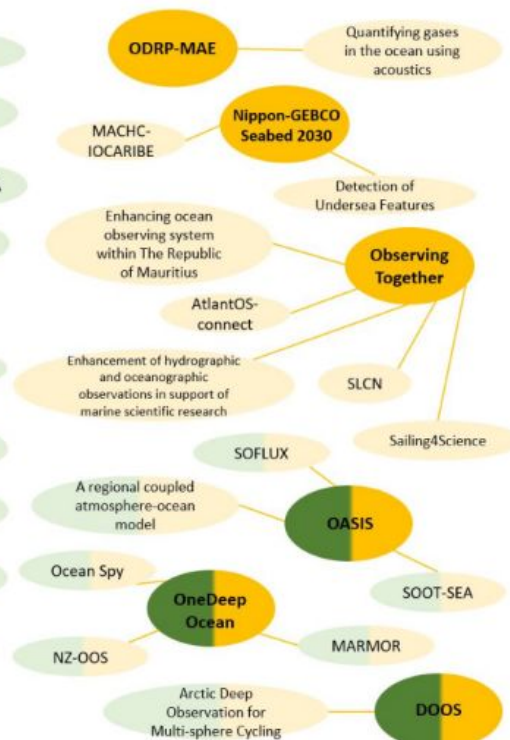 ODRP-MAE
Quantifying gases
in the ocean using
acoustics
Nippon-GEBCO
Seabed 2030
MACHC-
IOCARIBE
Detection of
Undersea Features
Enhancing ocean
observing system
within The Republic
of Mauritius
Observing
Together
AtlantOS-
connect
Enhancement of hydrographic
and oceanographic
observations in support of
marine scientific research
SLCN
Sailing4Science
SOFLUX
A regional coupled
atmosphere-ocean
model
OASIS
SOOT-SEA
Ocean Spy
OneDeep
Ocean
NZ-OOS
MARMOR
Arctic Deep
Observation for
Multi-sphere Cycling
DOOS